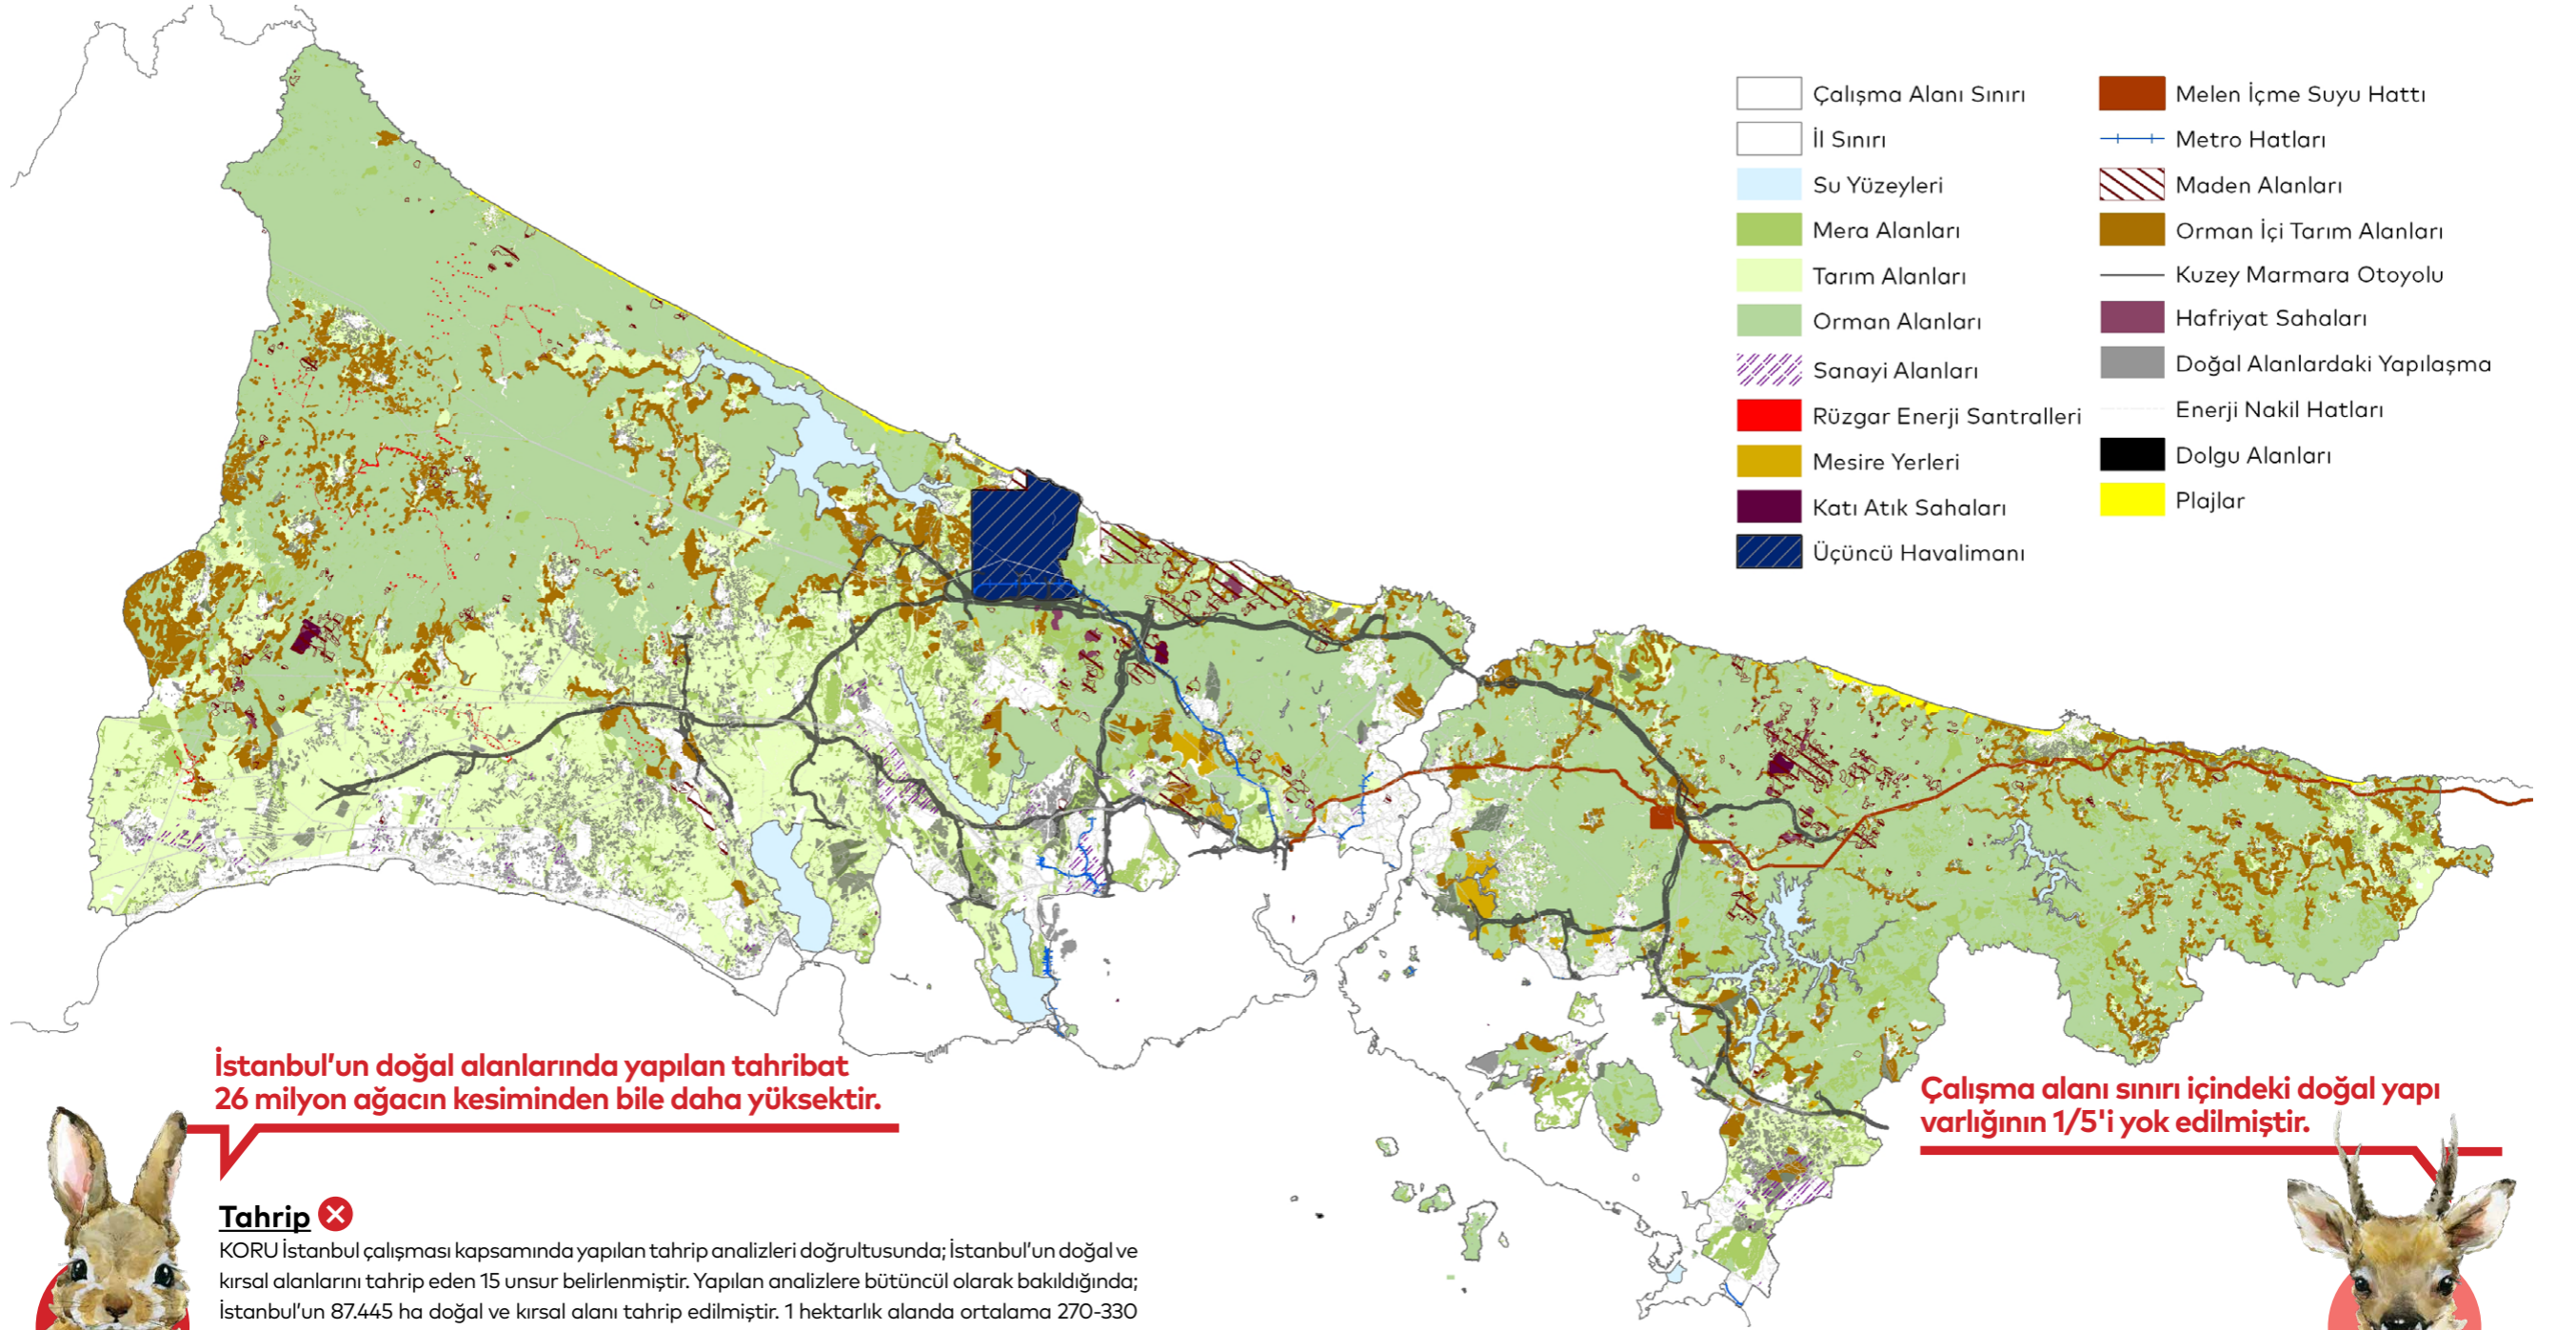 Çalışma Alanı Sınırı
İl Sınırı
Su Yüzeyleri
Mera Alanları
Tarım Alanları
Orman Alanları
Sanayi Alanları
Rüzgar Enerji Santralleri
Mesire Yerleri
Katı Atık Sahaları
Üçüncü Havalimanı
Melen İçme Suyu Hattı
Metro Hatları
Maden Alanları
Orman İçi Tarım Alanları
Kuzey Marmara Otoyolu
Hafriyat Sahaları
Doğal Alanlardaki Yapılaşma
Enerji Nakil Hatları
Dolgu Alanları
Plajlar
İstanbul'un doğal alanlarında yapılan tahribat
26 milyon ağacın kesiminden bile daha yüksektir.
Çalışma alanı sınırı içindeki doğal yapı
varlığının 1/5'i yok edilmiştir.
Tahrip
KORU İstanbul çalışması kapsamında yapılan tahrip analizleri doğrultusunda; İstanbul'un doğal ve
kırsal alanlarını tahrip eden 15 unsur belirlenmiştir. Yapılan analizlere bütüncül olarak bakıldığında;
İstanbul'un 87.445 ha doğal ve kırsal alanı tahrip edilmiştir. 1 hektarlık alanda ortalama 270-330